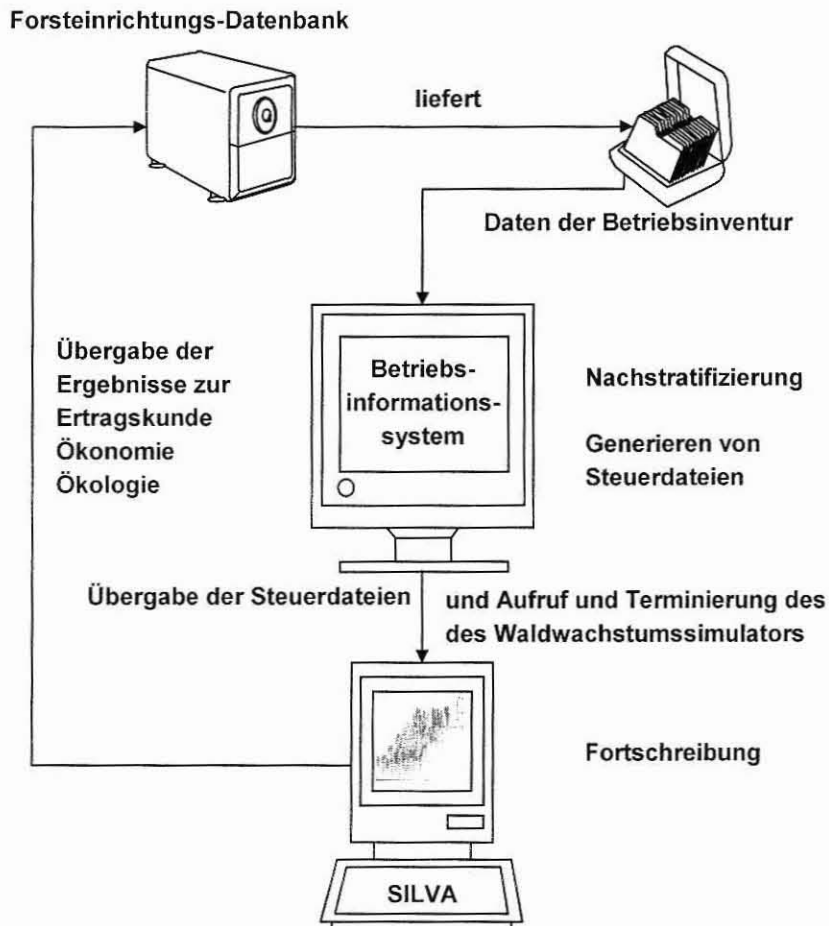 Forsteinrichtungs-Datenbank
liefert
Daten der Betriebsinventur
Übergabe der
Ergebnisse zur
Ertragskunde
Ökonomie
Ökologie
Betriebs-
informations-
system
Nachstratifizierung
Generieren von
Steuerdateien
Übergabe der Steuerdateien
und Aufruf und Terminierung des
des Waldwachstumssimulators
Fortschreibung
SILVA